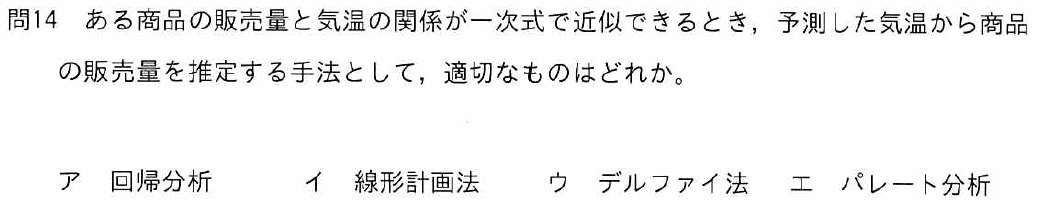 問14 ある商品の販売量と気温の関係が一次式で近似できるとき，予測した気温から商品
の販売量を推定する手法として，適切なものはどれか。
ア 回帰分析 イ 線形計画法 ウ デルファイ法 エ パレート分析